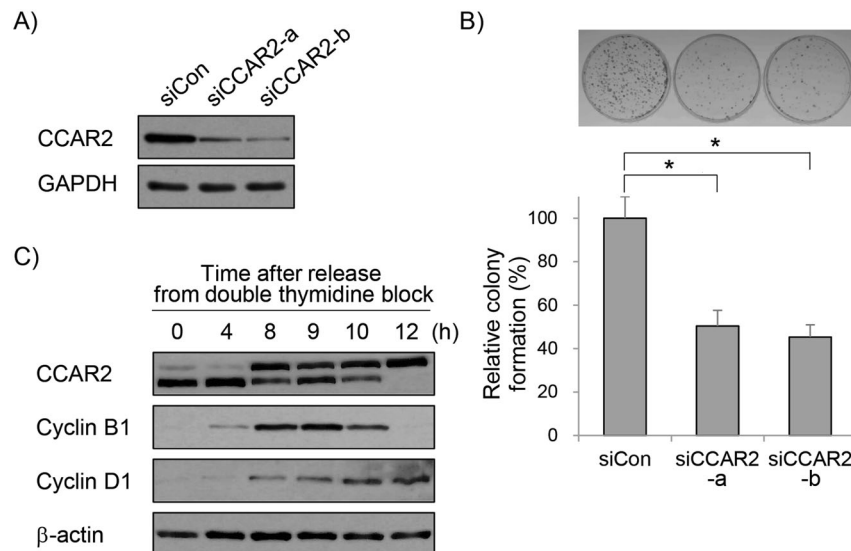 A)
siCon
siCCAR2-a
siCCAR2-b
CCAR2
GAPDH
B)
*
*
Relative colony
formation (%)
100
80
60
40
20
0
siCon
siCCAR2
-a
siCCAR2
-b
C)
Time after release
from double thymidine block
0 4 8 9 10 12 (h)
CCAR2
Cyclin B1
Cyclin D1
β-actin